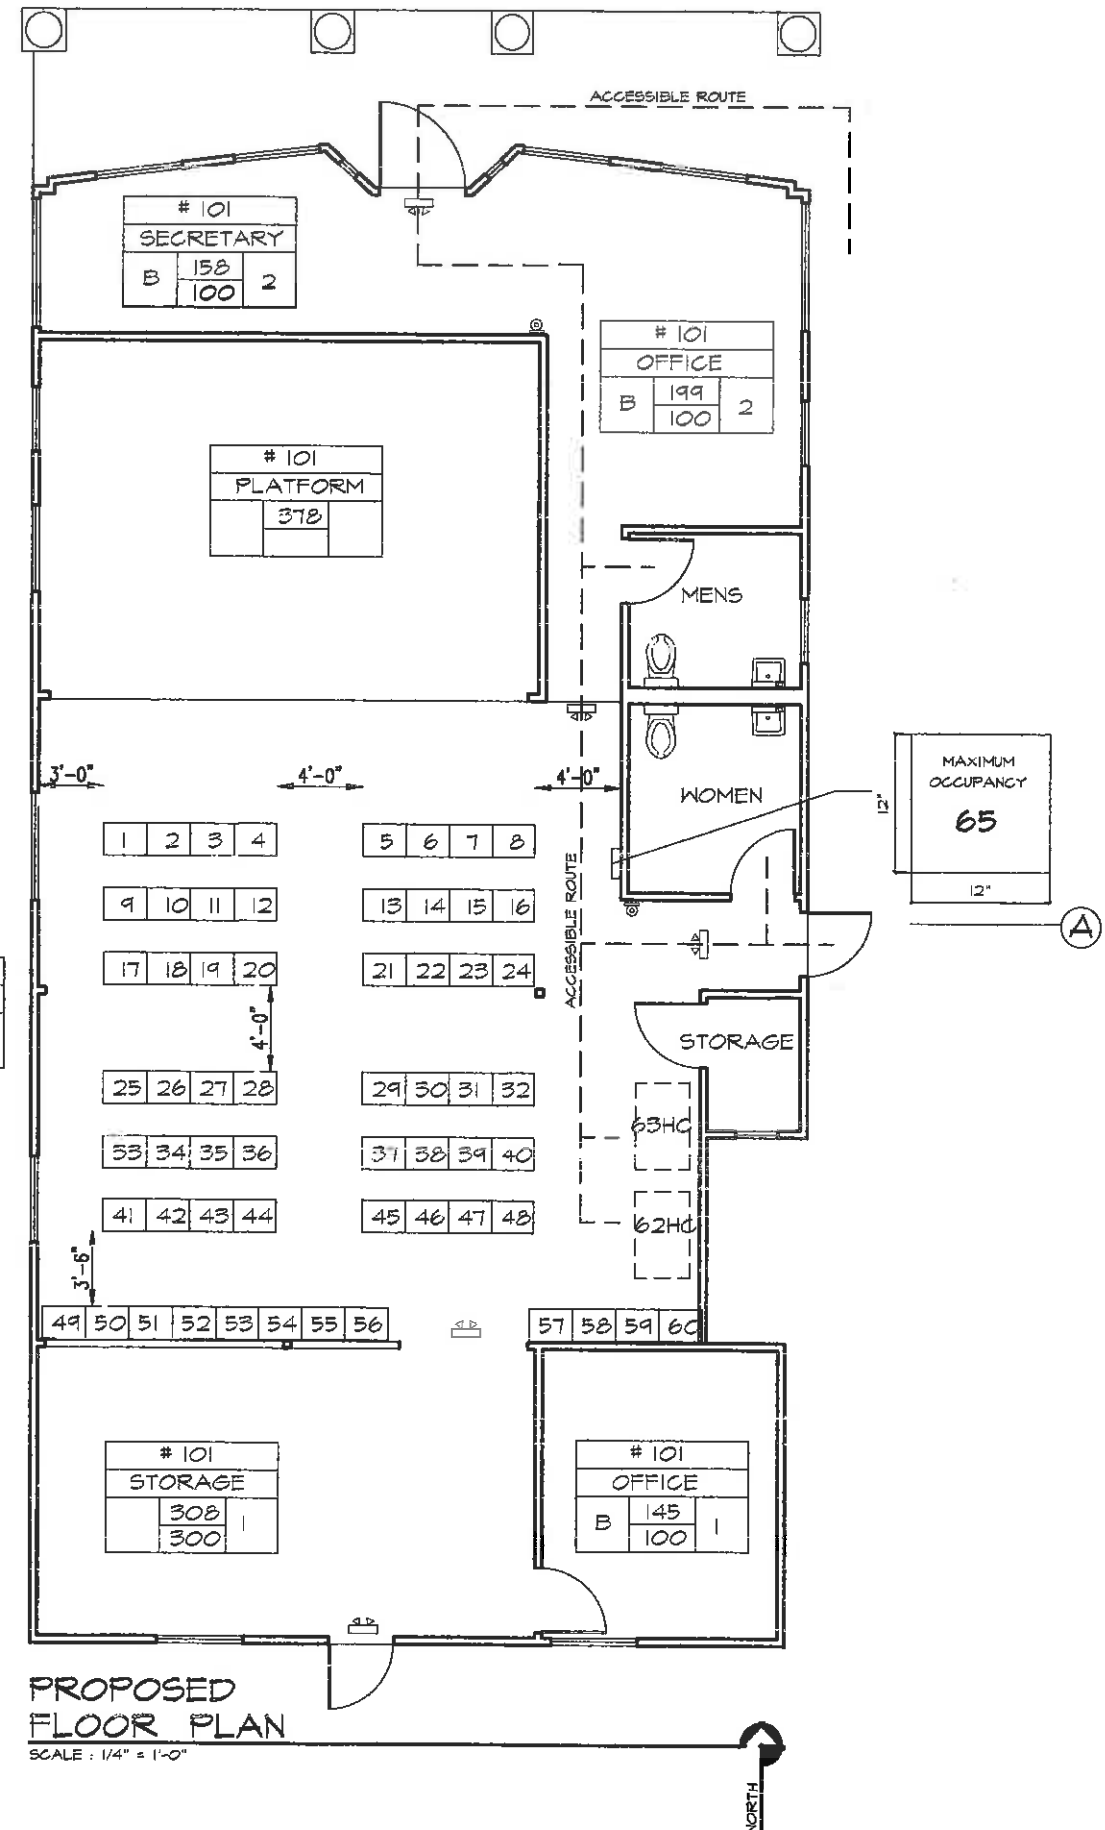 ACCESSIBLE ROUTE
# 101
SECRETARY
B 158 2
100
# 101
OFFICE
B 199 2
100
# 101
PLATFORM
378
MENS
3'-0" 4'-0" 4'-0"
WOMEN
MAXIMUM
OCCUPANCY
65
12"
12"
A
1 2 3 4 5 6 7 8
9 10 11 12 13 14 15 16
ACCESSIBLE ROUTE
17 18 19 20 21 22 23 24
4'-0"
STORAGE
25 26 27 28 29 30 31 32
63HC
53 34 35 36 37 38 39 40
41 42 43 44 45 46 47 48
62HC
3'-6"
49 50 51 52 53 54 55 56 57 58 59 60
# 101
STORAGE
308 1
300
# 101
OFFICE
B 145 1
100
PROPOSED
FLOOR PLAN
SCALE : 1/4" = 1'-0"
NORTH